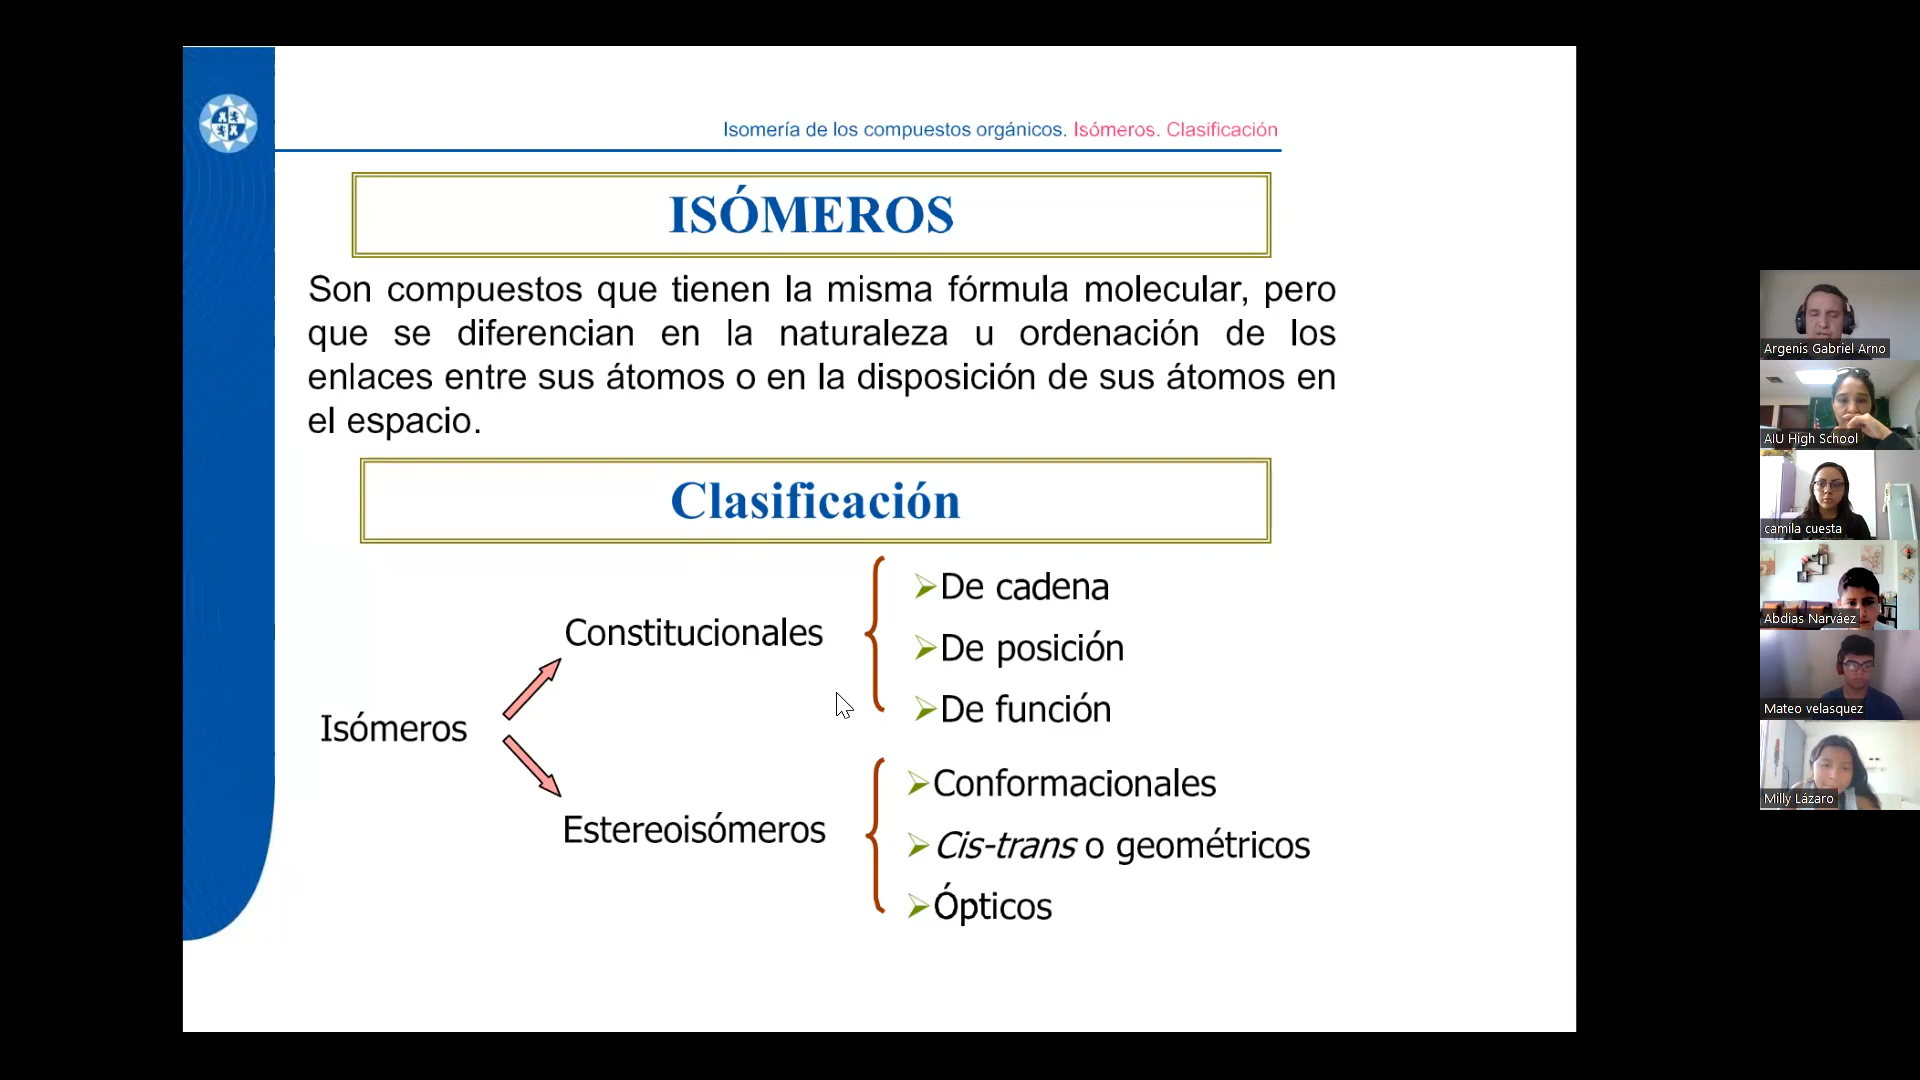 Isomería de los compuestos orgánicos. Isómeros. Clasificación
ISÓMEROS
Son compuestos que tienen la misma fórmula molecular, pero
que se diferencian en la naturaleza u ordenación de los
enlaces entre sus átomos o en la disposición de sus átomos en
el espacio.
Clasificación
Isómeros
Constitucionales
De cadena
De posición
De función
Estereoisómeros
Conformacionales
Cis-trans o geométricos
Ópticos
Argenis Gabriel Arno
AIU High School
camila cuesta
Abdias Narváez
Mateo velasquez
Milly Lázaro